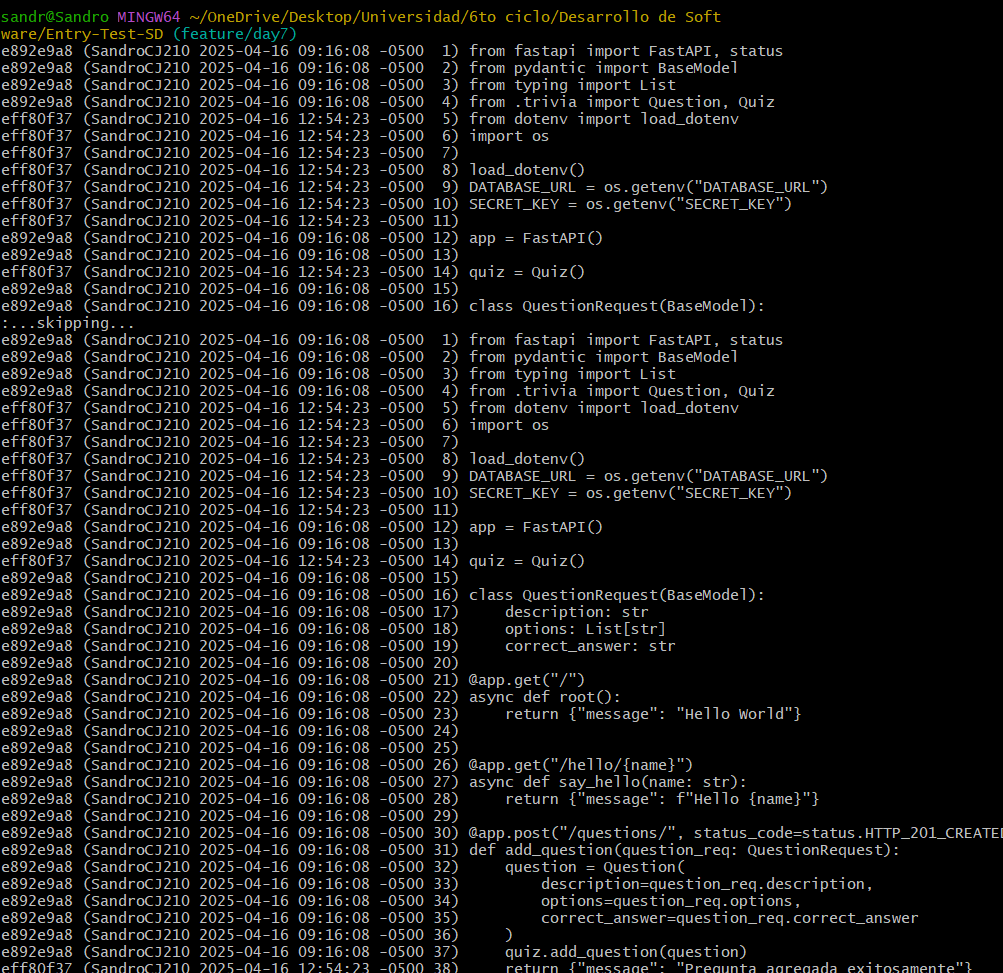 sandr@Sandro MINGW64 ~/OneDrive/Desktop/Universidad/6to ciclo/Desarrollo de Soft
ware/Entry-Test-SD (feature/day7)
e892e9a8 (SandroCJ210 2025-04-16 09:16:08 -0500  1) from fastapi import FastAPI, status
e892e9a8 (SandroCJ210 2025-04-16 09:16:08 -0500  2) from pydantic import BaseModel
e892e9a8 (SandroCJ210 2025-04-16 09:16:08 -0500  3) from typing import List
e892e9a8 (SandroCJ210 2025-04-16 09:16:08 -0500  4) from .trivia import Question, Quiz
eff80f37 (SandroCJ210 2025-04-16 12:54:23 -0500  5) from dotenv import load_dotenv
eff80f37 (SandroCJ210 2025-04-16 12:54:23 -0500  6) import os
eff80f37 (SandroCJ210 2025-04-16 12:54:23 -0500  7)
eff80f37 (SandroCJ210 2025-04-16 12:54:23 -0500  8) load_dotenv()
eff80f37 (SandroCJ210 2025-04-16 12:54:23 -0500  9) DATABASE_URL = os.getenv("DATABASE_URL")
eff80f37 (SandroCJ210 2025-04-16 12:54:23 -0500 10) SECRET_KEY = os.getenv("SECRET_KEY")
eff80f37 (SandroCJ210 2025-04-16 12:54:23 -0500 11)
e892e9a8 (SandroCJ210 2025-04-16 09:16:08 -0500 12) app = FastAPI()
e892e9a8 (SandroCJ210 2025-04-16 09:16:08 -0500 13)
eff80f37 (SandroCJ210 2025-04-16 12:54:23 -0500 14) quiz = Quiz()
e892e9a8 (SandroCJ210 2025-04-16 09:16:08 -0500 15)
e892e9a8 (SandroCJ210 2025-04-16 09:16:08 -0500 16) class QuestionRequest(BaseModel):
:...skipping...
e892e9a8 (SandroCJ210 2025-04-16 09:16:08 -0500  1) from fastapi import FastAPI, status
e892e9a8 (SandroCJ210 2025-04-16 09:16:08 -0500  2) from pydantic import BaseModel
e892e9a8 (SandroCJ210 2025-04-16 09:16:08 -0500  3) from typing import List
e892e9a8 (SandroCJ210 2025-04-16 09:16:08 -0500  4) from .trivia import Question, Quiz
eff80f37 (SandroCJ210 2025-04-16 12:54:23 -0500  5) from dotenv import load_dotenv
eff80f37 (SandroCJ210 2025-04-16 12:54:23 -0500  6) import os
eff80f37 (SandroCJ210 2025-04-16 12:54:23 -0500  7)
eff80f37 (SandroCJ210 2025-04-16 12:54:23 -0500  8) load_dotenv()
eff80f37 (SandroCJ210 2025-04-16 12:54:23 -0500  9) DATABASE_URL = os.getenv("DATABASE_URL")
eff80f37 (SandroCJ210 2025-04-16 12:54:23 -0500 10) SECRET_KEY = os.getenv("SECRET_KEY")
eff80f37 (SandroCJ210 2025-04-16 12:54:23 -0500 11)
e892e9a8 (SandroCJ210 2025-04-16 09:16:08 -0500 12) app = FastAPI()
e892e9a8 (SandroCJ210 2025-04-16 09:16:08 -0500 13)
eff80f37 (SandroCJ210 2025-04-16 12:54:23 -0500 14) quiz = Quiz()
e892e9a8 (SandroCJ210 2025-04-16 09:16:08 -0500 15)
e892e9a8 (SandroCJ210 2025-04-16 09:16:08 -0500 16) class QuestionRequest(BaseModel):
e892e9a8 (SandroCJ210 2025-04-16 09:16:08 -0500 17)     description: str
e892e9a8 (SandroCJ210 2025-04-16 09:16:08 -0500 18)     options: List[str]
e892e9a8 (SandroCJ210 2025-04-16 09:16:08 -0500 19)     correct_answer: str
e892e9a8 (SandroCJ210 2025-04-16 09:16:08 -0500 20)
e892e9a8 (SandroCJ210 2025-04-16 09:16:08 -0500 21) @app.get("/")
e892e9a8 (SandroCJ210 2025-04-16 09:16:08 -0500 22) async def root():
e892e9a8 (SandroCJ210 2025-04-16 09:16:08 -0500 23)     return {"message": "Hello World"}
e892e9a8 (SandroCJ210 2025-04-16 09:16:08 -0500 24)
e892e9a8 (SandroCJ210 2025-04-16 09:16:08 -0500 25)
e892e9a8 (SandroCJ210 2025-04-16 09:16:08 -0500 26) @app.get("/hello/{name}")
e892e9a8 (SandroCJ210 2025-04-16 09:16:08 -0500 27) async def say_hello(name: str):
e892e9a8 (SandroCJ210 2025-04-16 09:16:08 -0500 28)     return {"message": f"Hello {name}"}
e892e9a8 (SandroCJ210 2025-04-16 09:16:08 -0500 29)
e892e9a8 (SandroCJ210 2025-04-16 09:16:08 -0500 30) @app.post("/questions/", status_code=status.HTTP_201_CREATED
e892e9a8 (SandroCJ210 2025-04-16 09:16:08 -0500 31) def add_question(question_req: QuestionRequest):
e892e9a8 (SandroCJ210 2025-04-16 09:16:08 -0500 32)     question = Question(
e892e9a8 (SandroCJ210 2025-04-16 09:16:08 -0500 33)         description=question_req.description,
e892e9a8 (SandroCJ210 2025-04-16 09:16:08 -0500 34)         options=question_req.options,
e892e9a8 (SandroCJ210 2025-04-16 09:16:08 -0500 35)         correct_answer=question_req.correct_answer
e892e9a8 (SandroCJ210 2025-04-16 09:16:08 -0500 36)     )
e892e9a8 (SandroCJ210 2025-04-16 09:16:08 -0500 37)     quiz.add_question(question)
eff80f37 (SandroCJ210 2025-04-16 12:54:23 -0500 38)     return {"message": "Pregunta agregada exitosamente"}